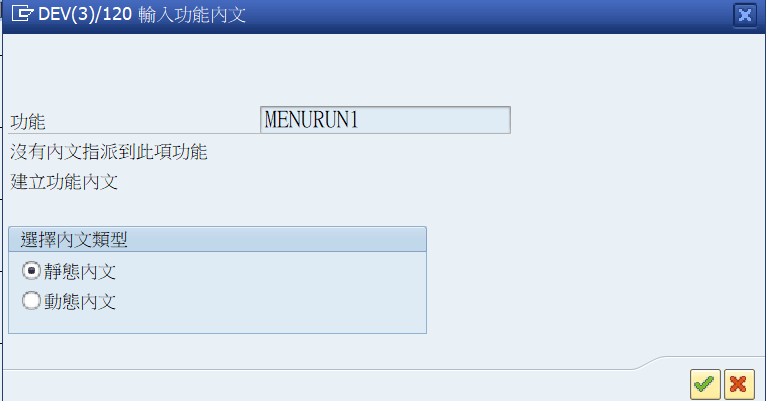 DEV(3)/120 輸入功能內文
功能 MENURUN1
沒有內文指派到此項功能
建立功能內文
選擇內文類型
靜態內文
動態內文